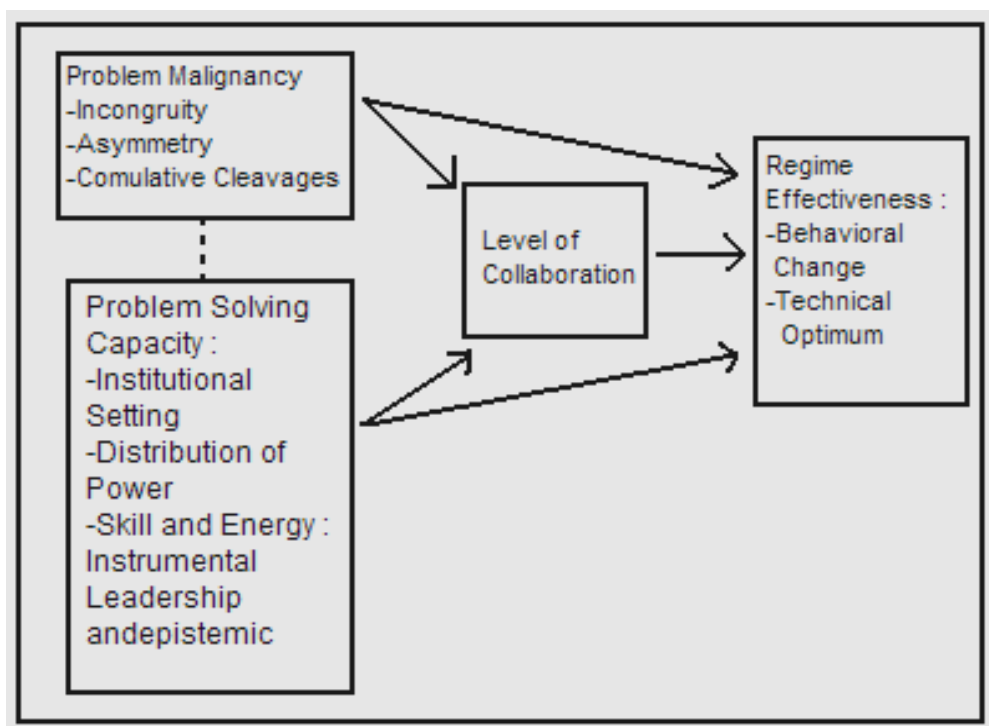 Problem Malignancy
-Incongruity
-Asymmetry
-Comulative Cleavages
Problem Solving
Capacity :
-Institutional
Setting
-Distribution of
Power
-Skill and Energy :
Instrumental
Leadership
andepistemic
Level of
Collaboration
Regime
Effectiveness :
-Behavioral
Change
-Technical
Optimum